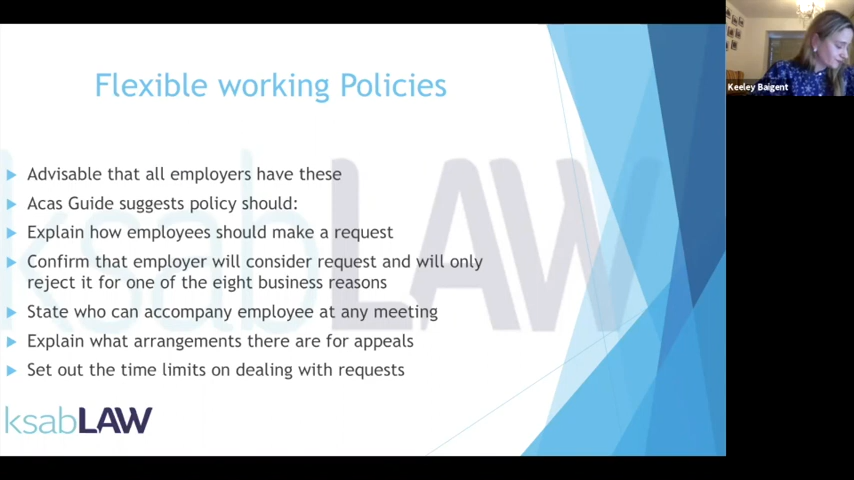 Flexible working Policies
Keeley Baigent
Advisable that all employers have these
Acas Guide suggests policy should:
Explain how employees should make a request
Confirm that employer will consider request and will only
reject it for one of the eight business reasons
State who can accompany employee at any meeting
Explain what arrangements there are for appeals
Set out the time limits on dealing with requests
ksabLAW
ksabLAW